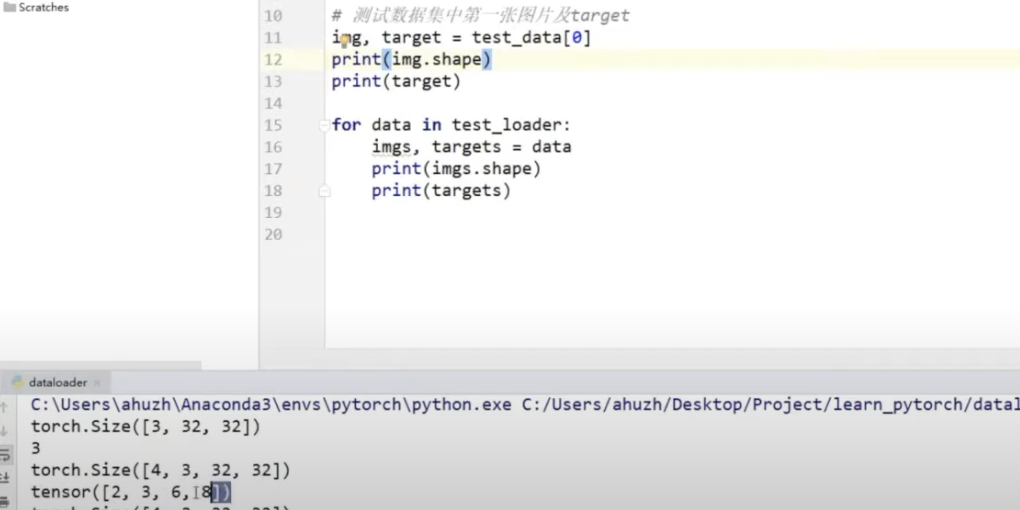 Scratches
10 # 测试数据集中第一张图片及target
11 img, target = test_data[0]
12 print(img.shape)
13 print(target)
14
15 for data in test_loader:
16 imgs, targets = data
17 print(imgs.shape)
18 print(targets)
19
20
dataloader
C:\Users\ahuzh\Anaconda3\envs\pytorch\python.exe C:/Users/ahuzh/Desktop/Project/learn_pytorch/datal
torch.Size([3, 32, 32])
3
torch.Size([4, 3, 32, 32])
tensor([2, 3, 6, 8])